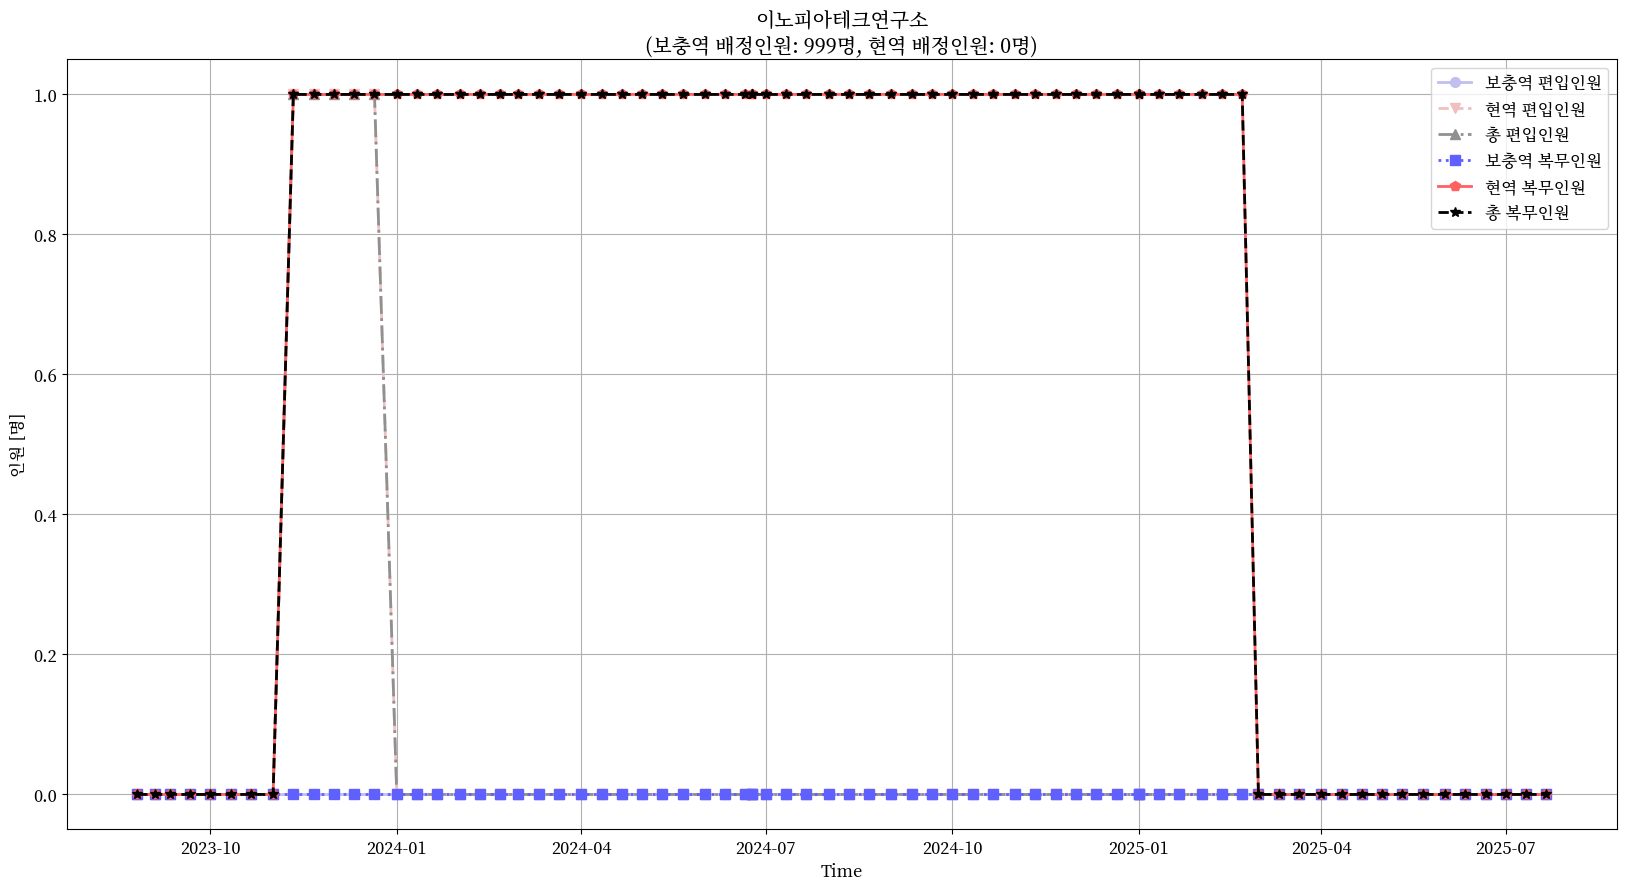 이노피아테크연구소
(보충역 배정인원: 999명, 현역 배정인원: 0명)
보충역 편입인원
현역 편입인원
총 편입인원
보충역 복무인원
현역 복무인원
총 복무인원
인원 [명]
1.0
0.8
0.6
0.4
0.2
0.0
2023-10
2024-01
2024-04
2024-07
2024-10
2025-01
2025-04
2025-07
Time